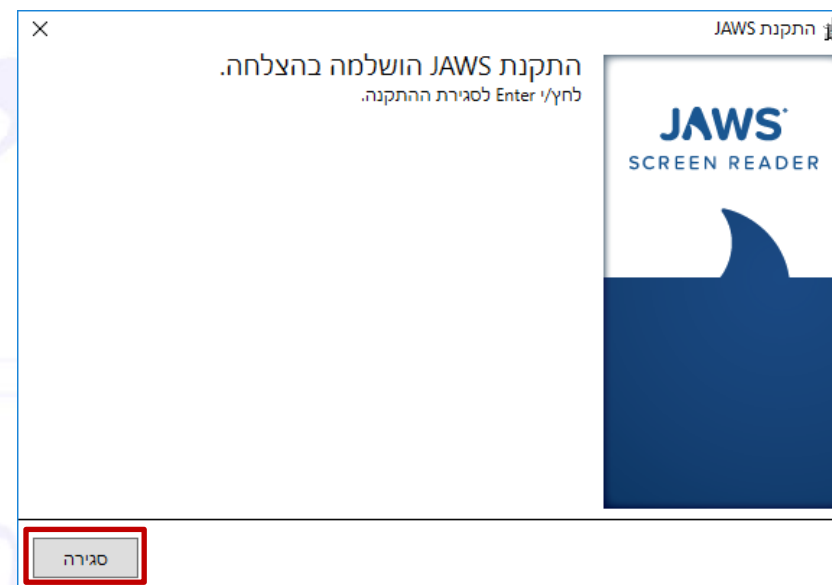 התקנת JAWS
התקנת JAWS הושלמה בהצלחה.
לחץ/י Enter לסגירת ההתקנה.
JAWS
SCREEN READER
סגירה